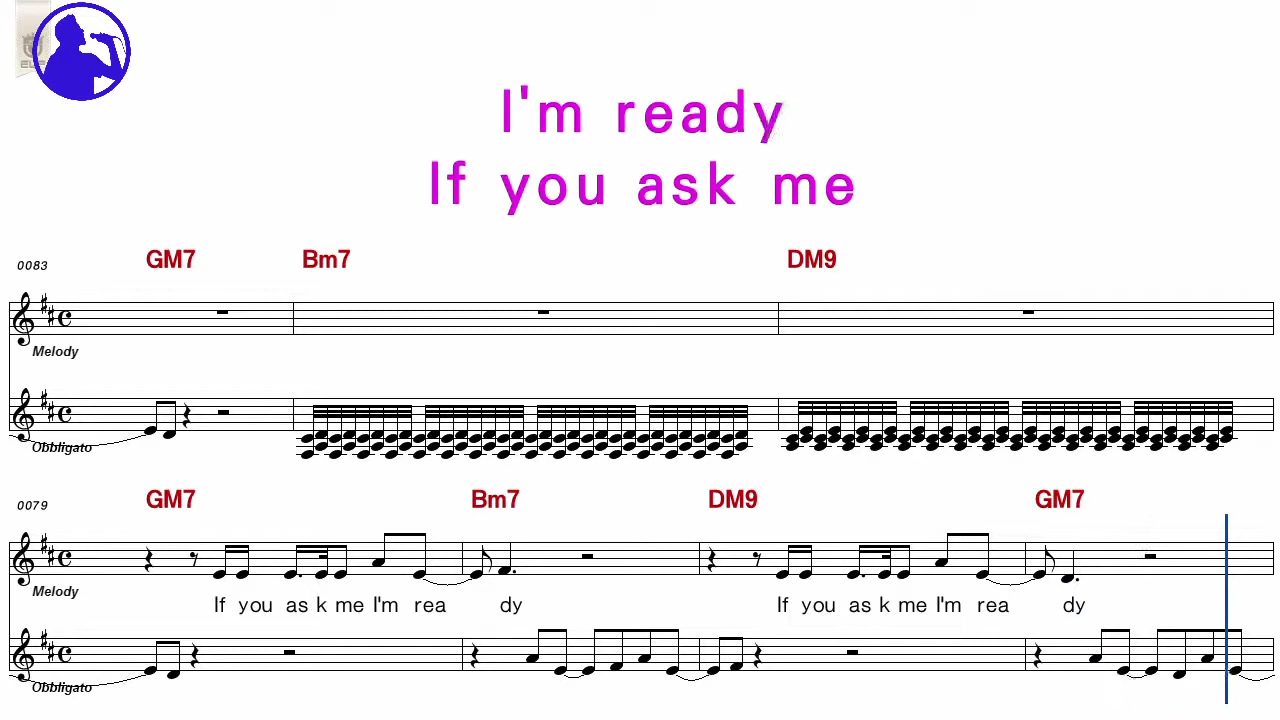 I'm ready
If you ask me
0083 GM7 Bm7 DM9
Melody
Obbligato
0079 GM7 Bm7 DM9 GM7
Melody
If you as k me I'm rea dy If you as k me I'm rea dy
Obbligato